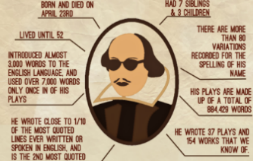 BORN AND DIED ON
APRIL 23RD
LIVED UNTIL 52
INTRODUCED ALMOST
3,000 WORDS TO THE
ENGLISH LANGUAGE, AND
USED OVER 7,000 WORDS
ONLY ONCE IN OF HIS
PLAYS
HE WROTE CLOSE TO 1/10
OF THE MOST QUOTED
LINES EVER WRITTEN OR
SPOKEN IN ENGLISH, AND
IS THE 2ND MOST QUOTED
HAD 7 SIBLINGS
& 3 CHILDREN
THERE ARE MORE
THAN 80
VARIATIONS
RECORDED FOR THE
SPELLING OF HIS
NAME
HIS PLAYS ARE MADE
UP OF A TOTAL OF
884,429 WORDS
HE WROTE 37 PLAYS AND
154 WORKS THAT WE
KNOW OF.